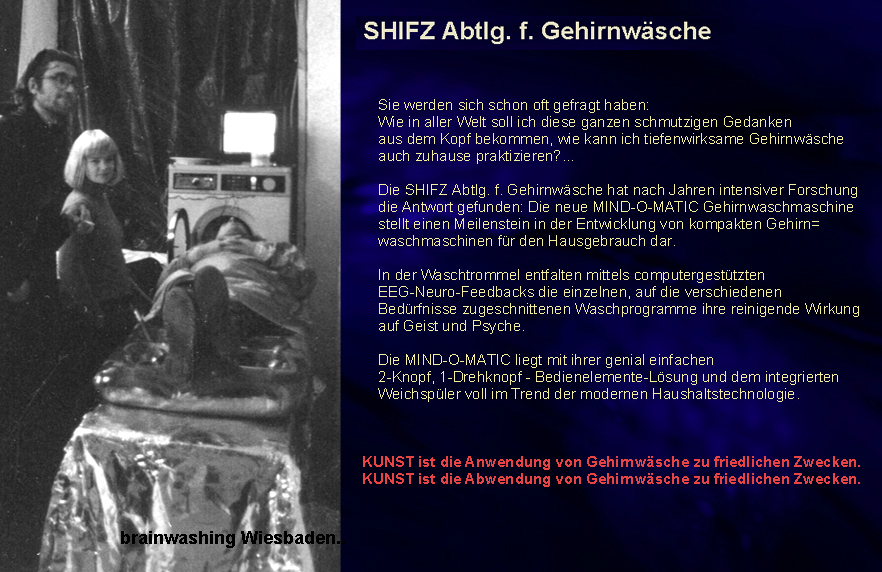 SHIFZ Abtlg. f. Gehirnwäsche
Sie werden sich schon oft gefragt haben:
Wie in aller Welt soll ich diese ganzen schmutzigen Gedanken
aus dem Kopf bekommen, wie kann ich tiefenwirksame Gehirnwäsche
auch zuhause praktizieren?...
Die SHIFZ Abtlg. f. Gehirnwäsche hat nach Jahren intensiver Forschung
die Antwort gefunden: Die neue MIND-O-MATIC Gehirnwaschmaschine
stellt einen Meilenstein in der Entwicklung von kompakten Gehirn=
waschmaschinen für den Hausgebrauch dar.
In der Waschtrommel entfalten mittels computergestützten
EEG-Neuro-Feedbacks die einzelnen, auf die verschiedenen
Bedürfnisse zugeschnittenen Waschprogramme ihre reinigende Wirkung
auf Geist und Psyche.
Die MIND-O-MATIC liegt mit ihrer genial einfachen
2-Knopf, 1-Drehknopf - Bedienelemente-Lösung und dem integrierten
Weichspüler voll im Trend der modernen Haushaltstechnologie.
KUNST ist die Anwendung von Gehirnwäsche zu friedlichen Zwecken.
KUNST ist die Abwendung von Gehirnwäsche zu friedlichen Zwecken.
brainwashing Wiesbaden.